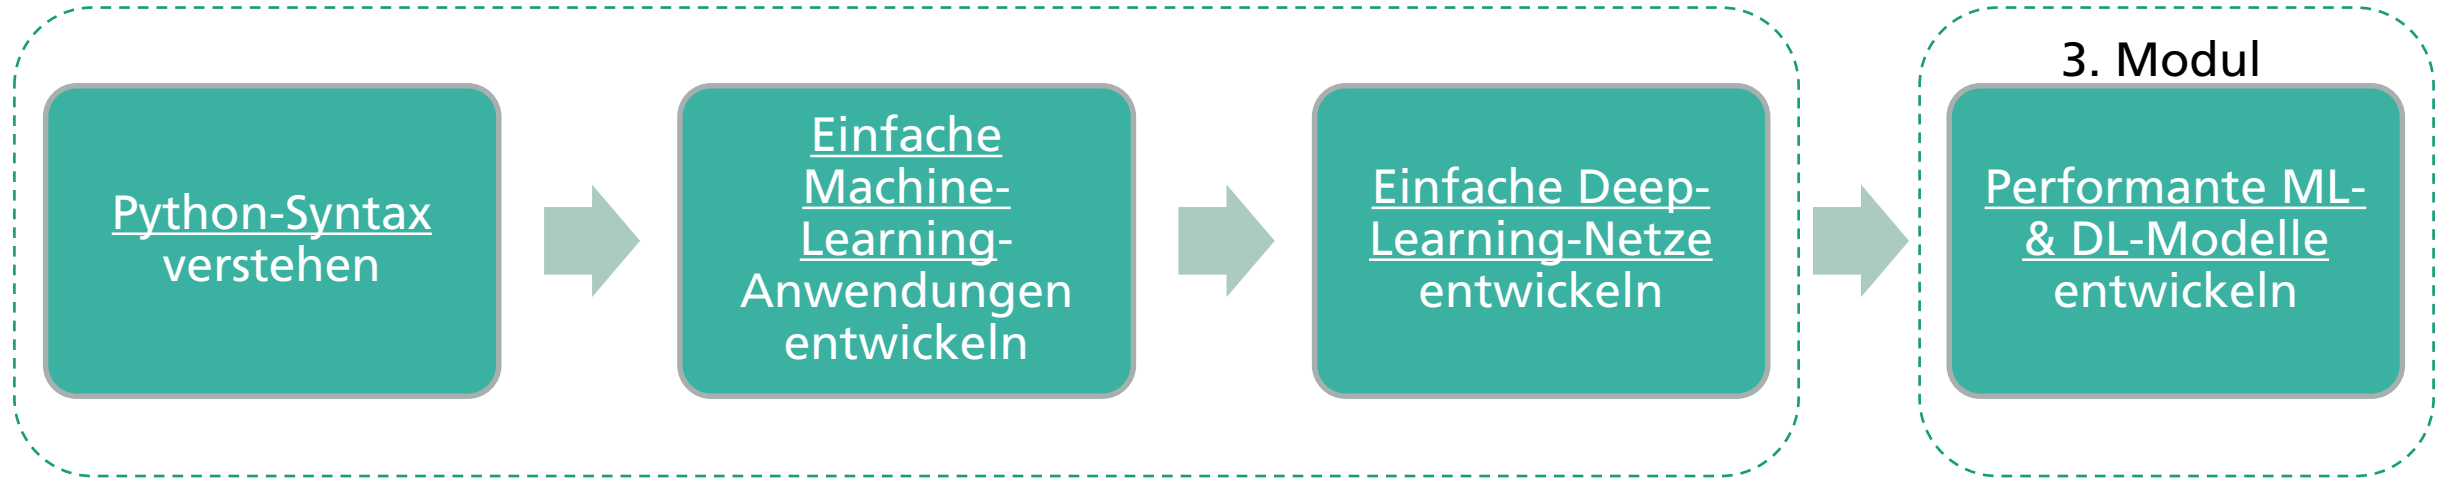 Python-Syntax
verstehen
Einfache
Machine-
Learning-
Anwendungen
entwickeln
Einfache Deep-
Learning-Netze
entwickeln
3. Modul
Performante ML-
& DL-Modelle
entwickeln